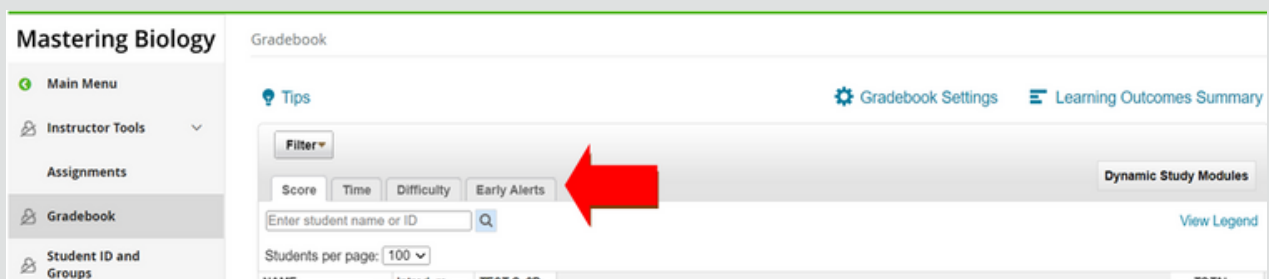 Mastering Biology
Main Menu
Instructor Tools
Assignments
Gradebook
Student ID and
Groups
Gradebook
Tips
Gradebook Settings
Learning Outcomes Summary
Filter
Dynamic Study Modules
Score
Time
Difficulty
Early Alerts
Enter student name or ID
View Legend
Students per page: 100
NAME